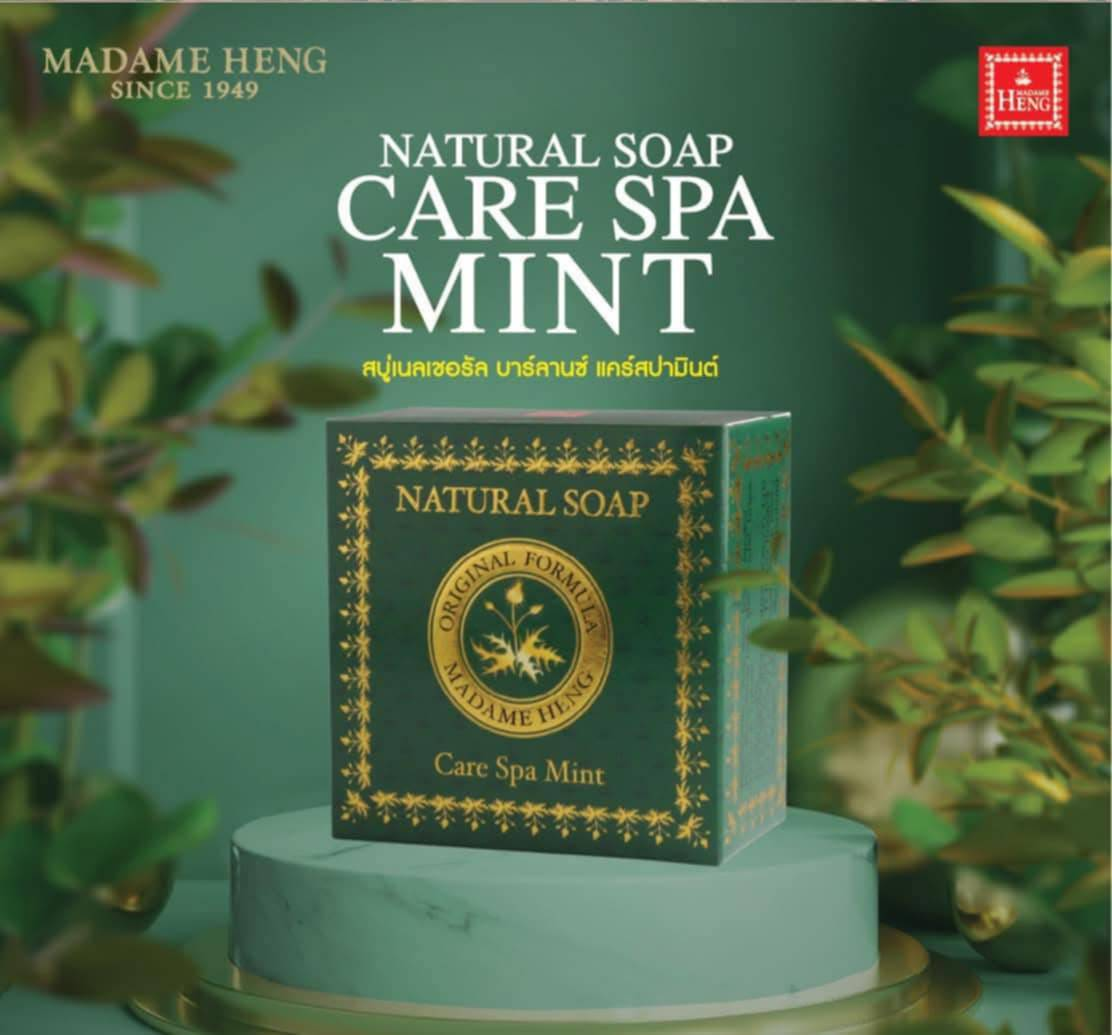 MADAME HENG
SINCE 1949
MADAME
HENG
NATURAL SOAP
CARE SPA
MINT
สบู่เนลเชอรัล บาร์ลานซ์ แคร์สปามินต์
NATURAL SOAP
ORIGINAL FORMULA
MADAME HENG
Care Spa Mint